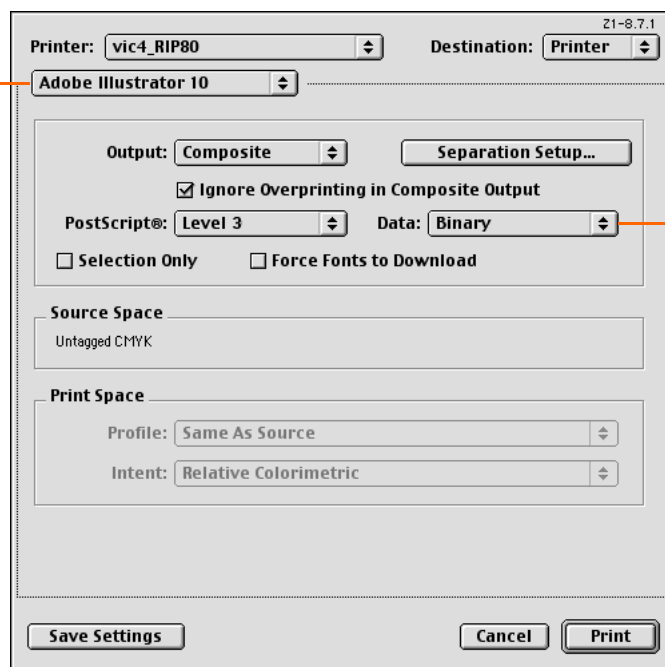 Z1-8.7.1
Printer: vic4_RIP80 Destination: Printer
Adobe Illustrator 10
Output: Composite Separation Setup...
Ignore Overprinting in Composite Output
PostScript®: Level 3 Data: Binary
Selection Only Force Fonts to Download
Source Space
Untagged CMYK
Print Space
Profile: Same As Source
Intent: Relative Colorimetric
Save Settings Cancel Print